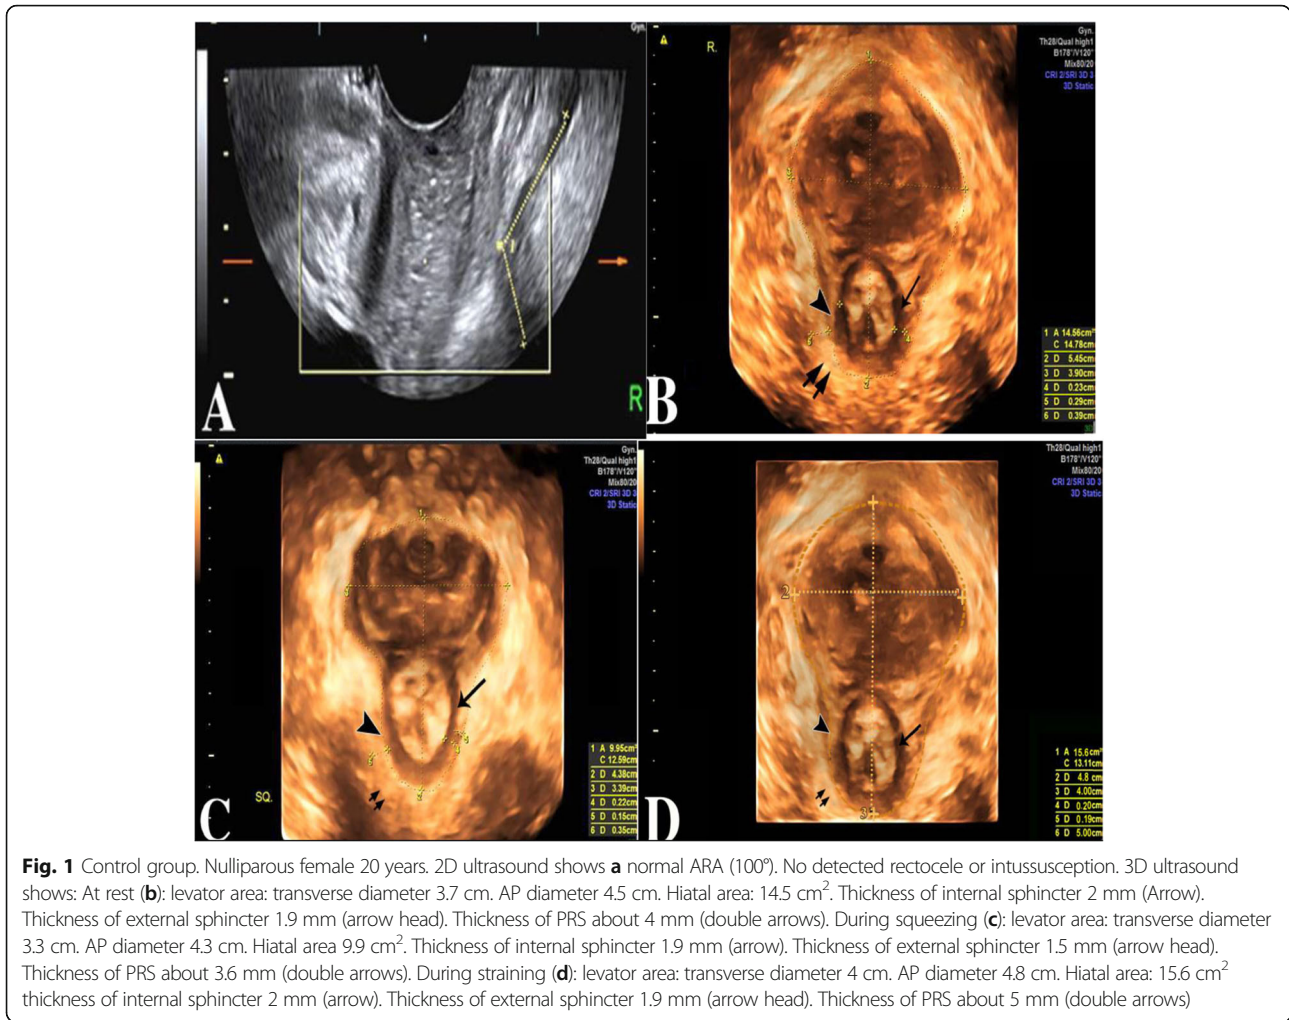 Gyn.
A
R
R.
Gyn.
Th28/Qual high1
B178°/V120°
Mix80/20
CRI 2/SRI 3D 3
3D Static
1 A 14.56cm²
C 14.78cm
2 D 5.45cm
3 D 3.90cm
4 D 0.23cm
5 D 0.29cm
6 D 0.39cm
B
Gyn.
Th28/Qual high1
B178°/V120°
Mix80/20
CRI 2/SRI 3D 3
3D Static
SQ.
1 A 9.95cm²
C 12.59cm
2 D 4.38cm
3 D 3.39cm
4 D 0.22cm
5 D 0.15cm
6 D 0.35cm
C
Th28/Qual high1
B178°/V120°
Mix80/20
CRI 2/SRI 3D 3
3D Static
2
3
1 A 15.6cm²
C 13.11cm
2 D 4.8 cm
3 D 4.00cm
4 D 0.20cm
5 D 0.19cm
6 D 5.00cm
D
Fig. 1 Control group. Nulliparous female 20 years. 2D ultrasound shows a normal ARA (100°). No detected rectocele or intussusception. 3D ultrasound
shows: At rest (b): levator area: transverse diameter 3.7 cm. AP diameter 4.5 cm. Hiatal area: 14.5 cm². Thickness of internal sphincter 2 mm (Arrow).
Thickness of external sphincter 1.9 mm (arrow head). Thickness of PRS about 4 mm (double arrows). During squeezing (c): levator area: transverse diameter
3.3 cm. AP diameter 4.3 cm. Hiatal area 9.9 cm². Thickness of internal sphincter 1.9 mm (arrow). Thickness of external sphincter 1.5 mm (arrow head).
Thickness of PRS about 3.6 mm (double arrows). During straining (d): levator area: transverse diameter 4 cm. AP diameter 4.8 cm. Hiatal area: 15.6 cm²
thickness of internal sphincter 2 mm (arrow). Thickness of external sphincter 1.9 mm (arrow head). Thickness of PRS about 5 mm (double arrows)